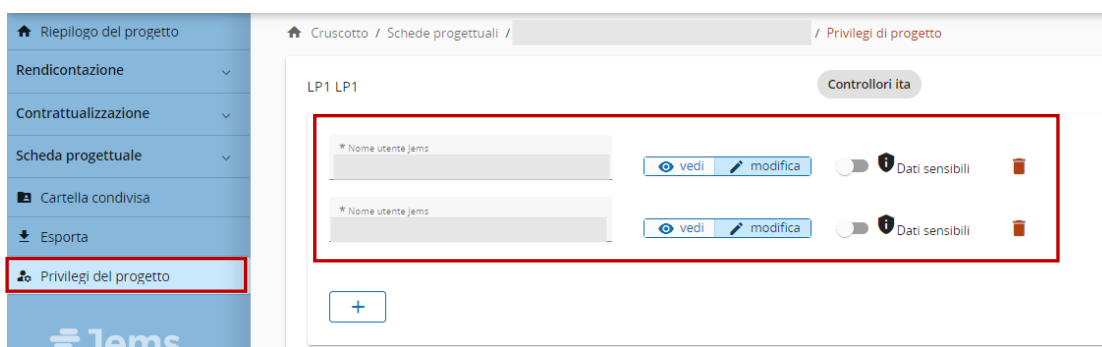 Riepilogo del progetto
Rendicontazione
Contrattualizzazione
Scheda progettuale
Cartella condivisa
Esporta
Privilegi del progetto
Jems
Cruscotto / Schede progettuali / / Privilegi di progetto
LP1 LP1 Controllori ita
* Nome utente Jems
vedi modifica Dati sensibili
* Nome utente Jems
vedi modifica Dati sensibili
+